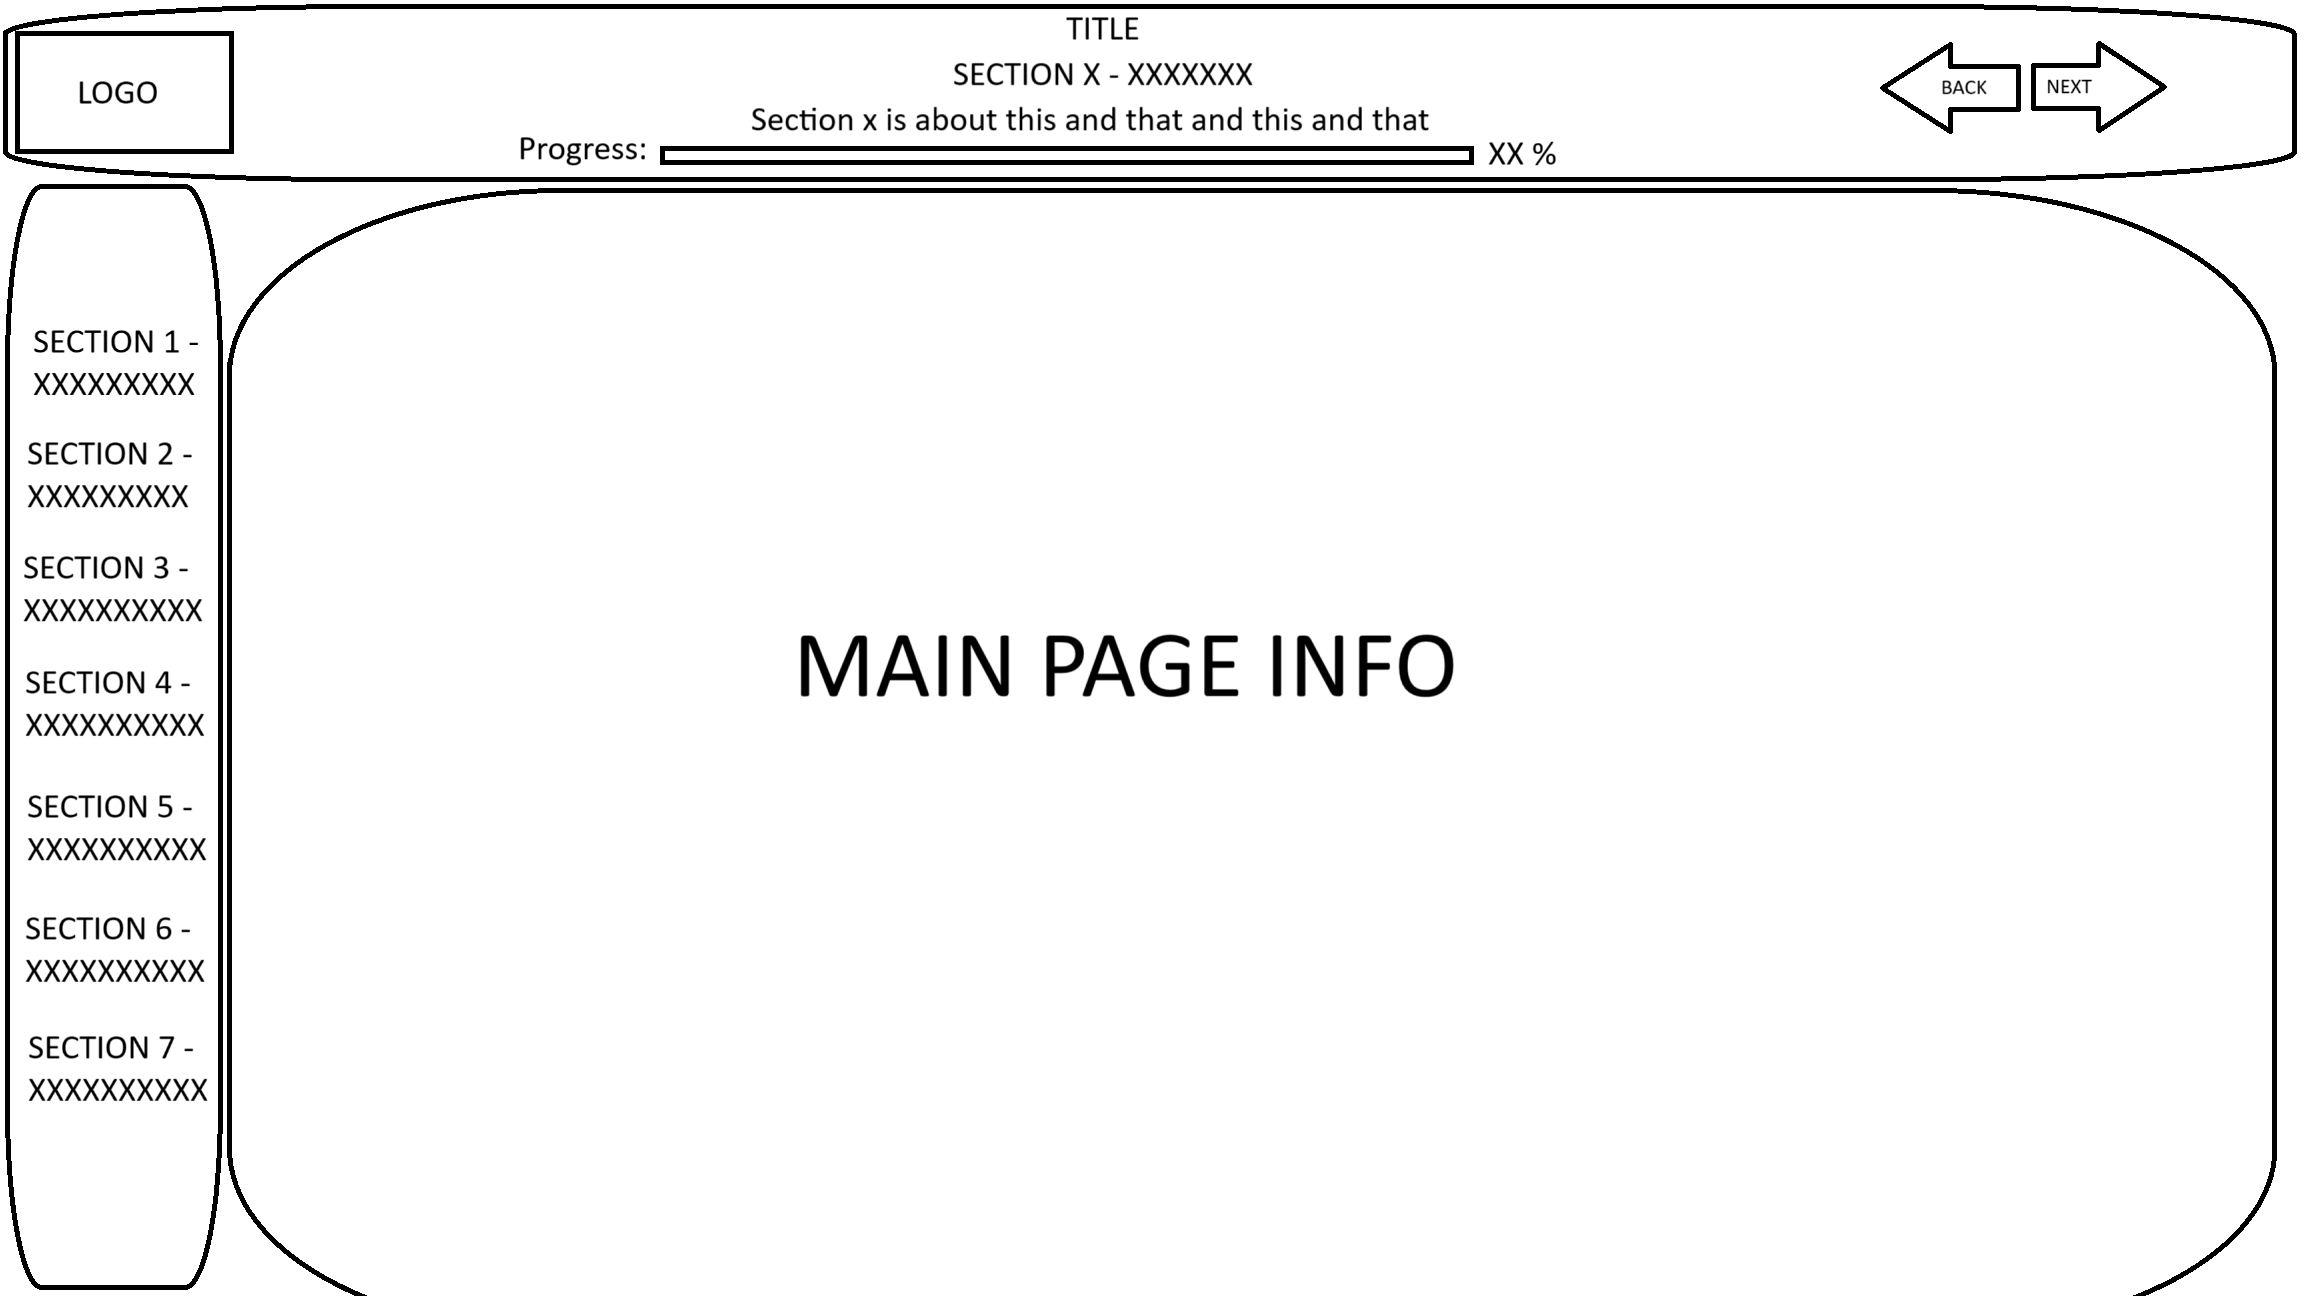 LOGO
TITLE
SECTION X - XXXXXXX
Section x is about this and that and this and that
Progress:
XX %
BACK
NEXT
SECTION 1 -
XXXXXXXXX
SECTION 2 -
XXXXXXXXX
SECTION 3 -
XXXXXXXXXX
SECTION 4 -
XXXXXXXXXX
SECTION 5 -
XXXXXXXXXX
SECTION 6 -
XXXXXXXXXX
SECTION 7 -
XXXXXXXXXX
MAIN PAGE INFO